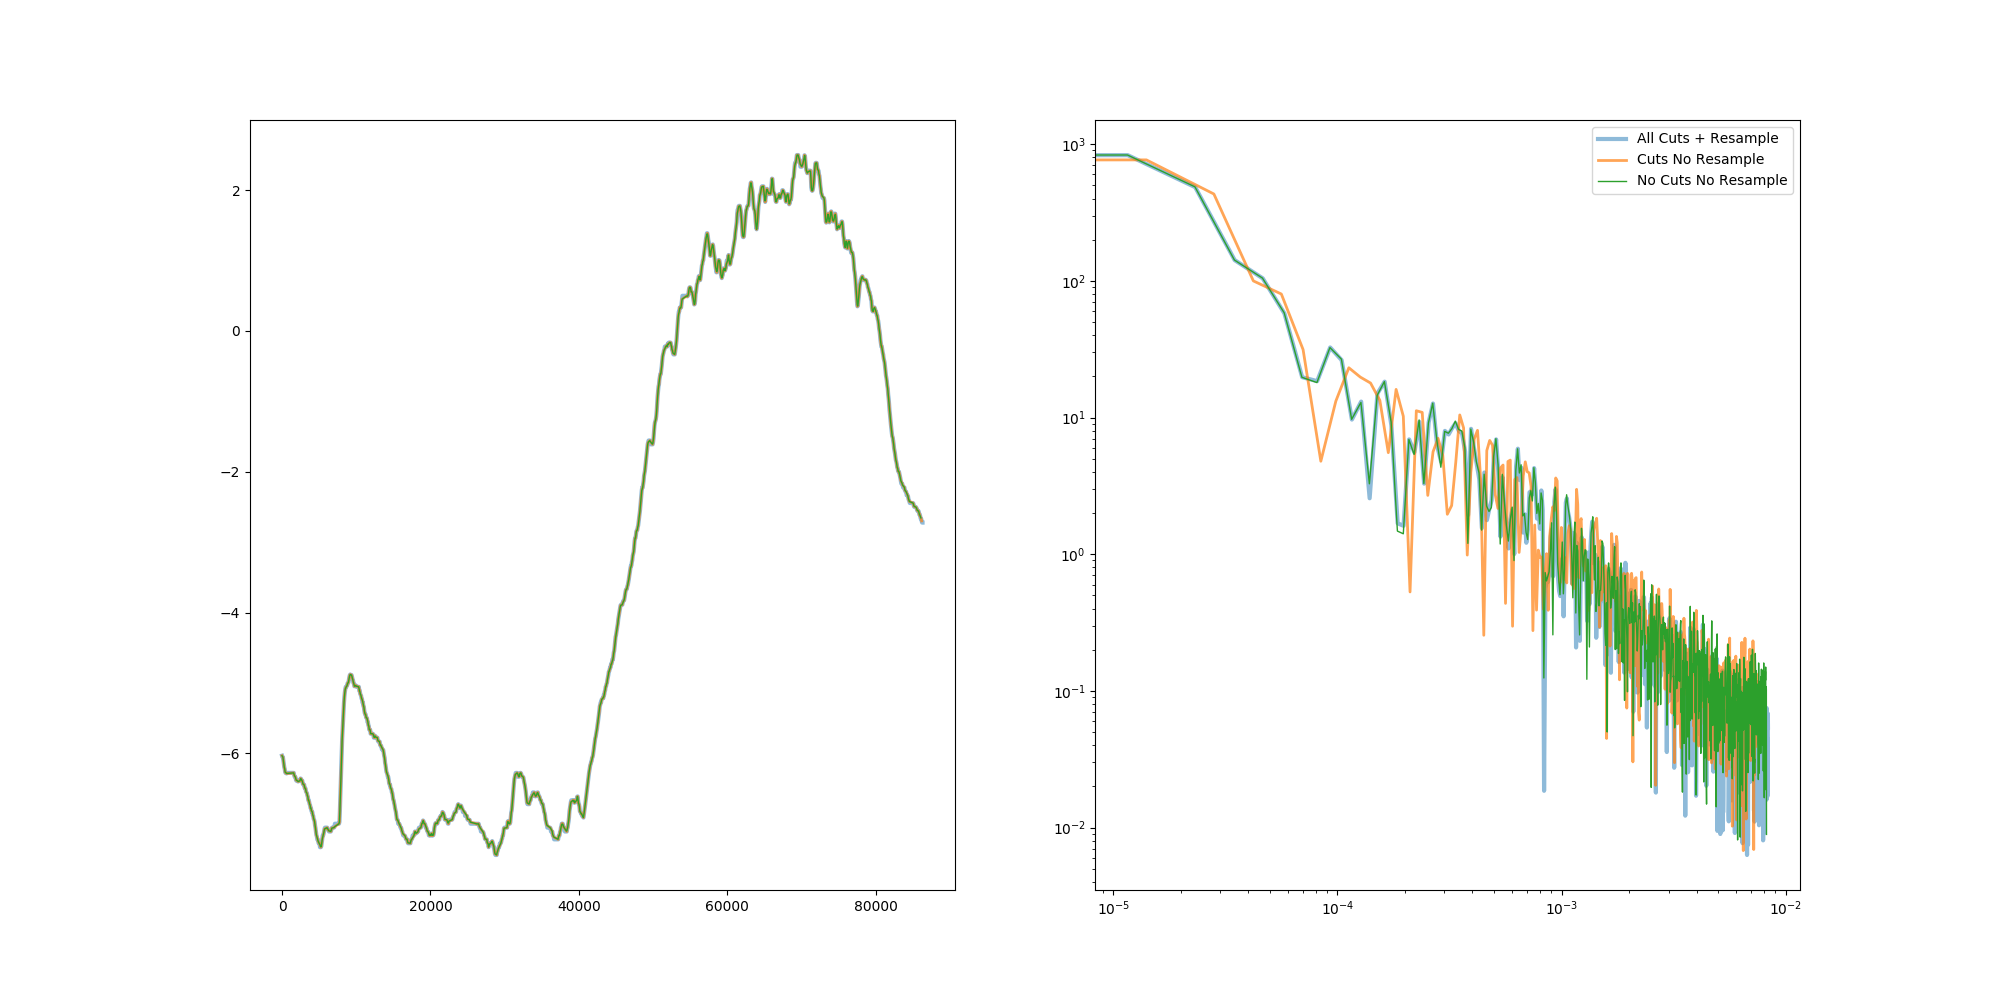 2
0
−2
−4
−6
0 20000 40000 60000 80000
10³
10²
10¹
10⁰
10⁻¹
10⁻²
10⁻⁵ 10⁻⁴ 10⁻³ 10⁻²
All Cuts + Resample
Cuts No Resample
No Cuts No Resample